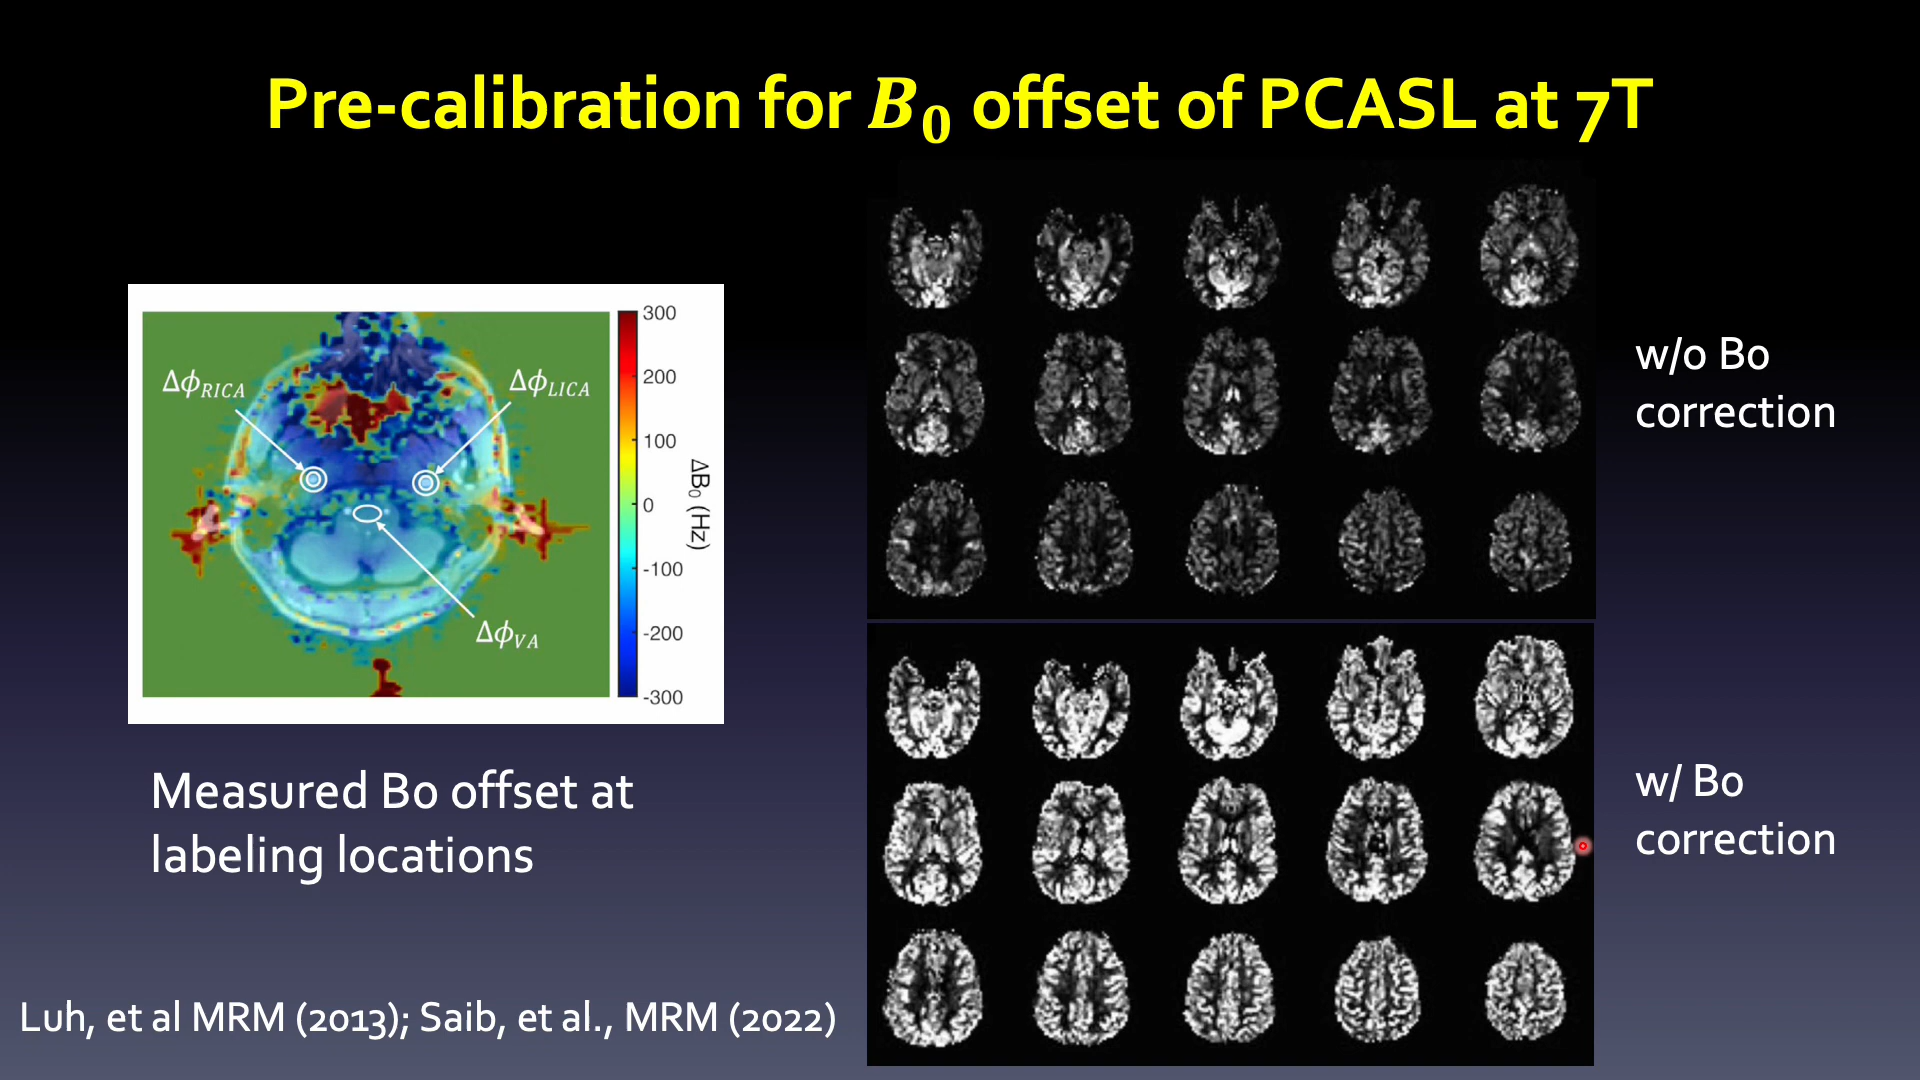 Pre-calibration for B₀ offset of PCASL at 7T
ΔϕRICA
ΔϕLICA
ΔϕVA
300
200
100
0
-100
-200
-300
ΔB₀ (Hz)
Measured Bo offset at
labeling locations
w/o Bo
correction
w/ Bo
correction
Luh, et al MRM (2013); Saib, et al., MRM (2022)